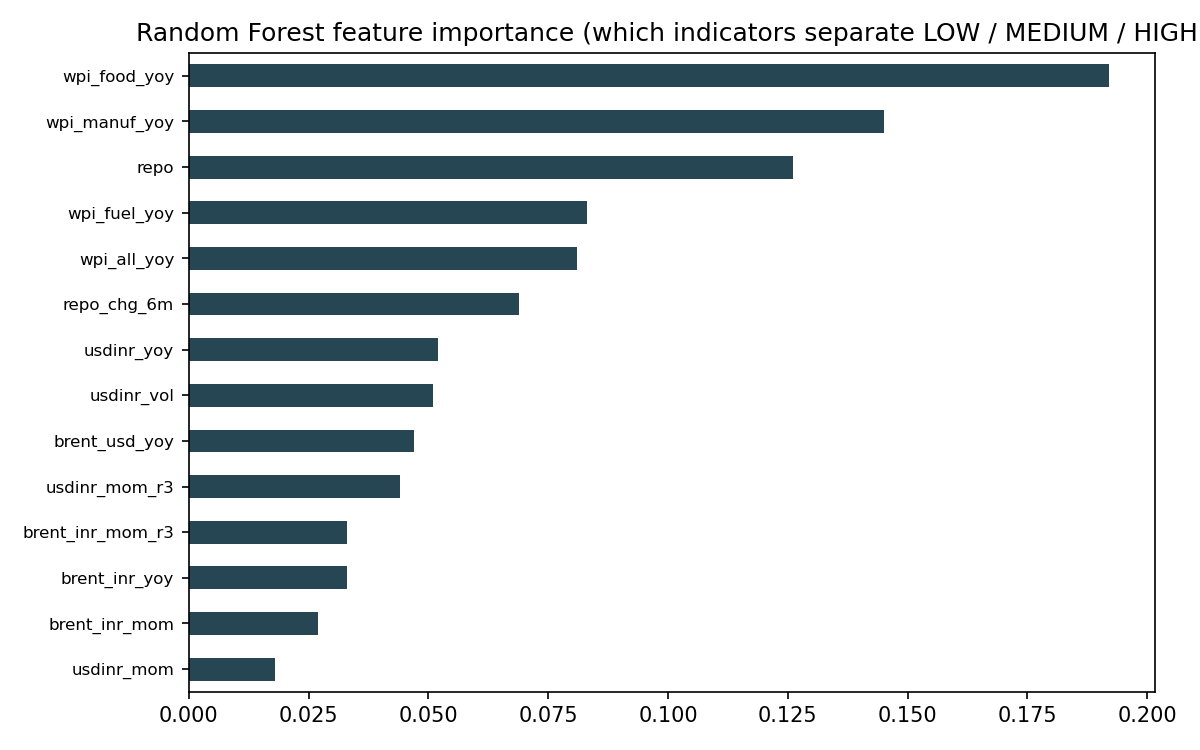 Random Forest feature importance (which indicators separate LOW / MEDIUM / HIGH
wpi_food_yoy
wpi_manuf_yoy
repo
wpi_fuel_yoy
wpi_all_yoy
repo_chg_6m
usdinr_yoy
usdinr_vol
brent_usd_yoy
usdinr_mom_r3
brent_inr_mom_r3
brent_inr_yoy
brent_inr_mom
usdinr_mom
0.000 0.025 0.050 0.075 0.100 0.125 0.150 0.175 0.200